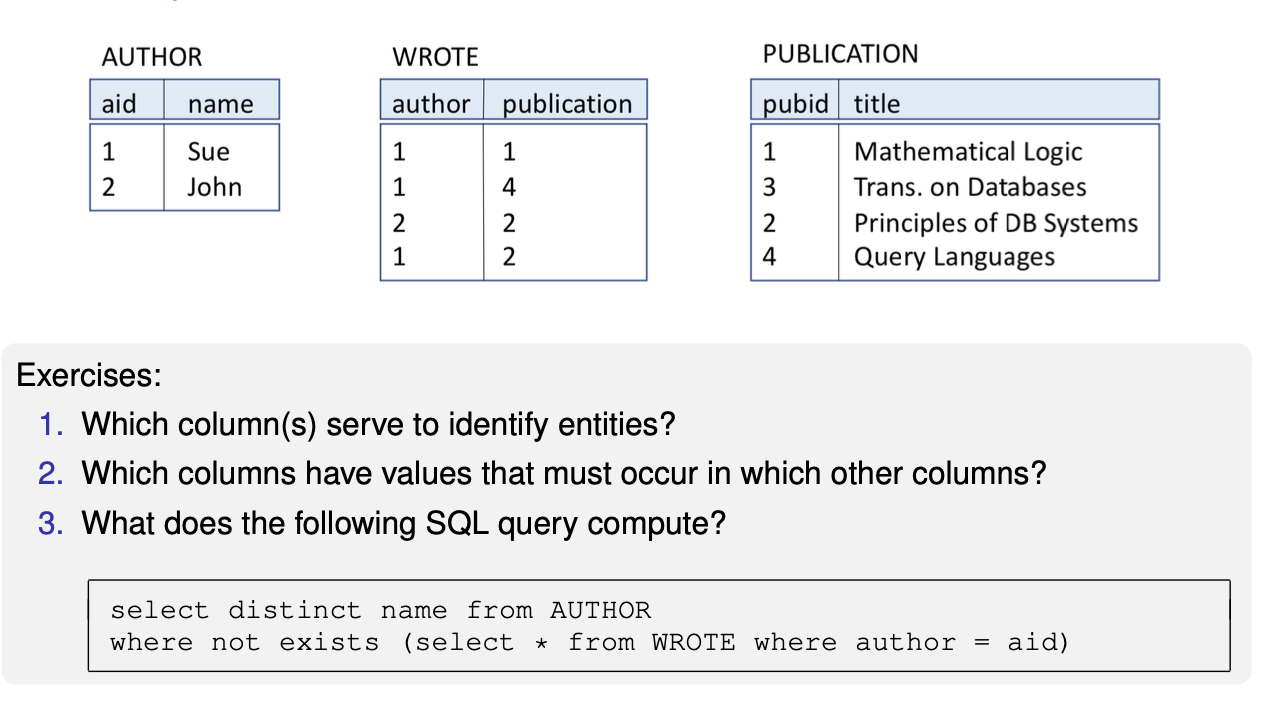 AUTHOR
aid name
1 Sue
2 John
WROTE
author publication
1 1
1 4
2 2
1 2
PUBLICATION
pubid title
1 Mathematical Logic
3 Trans. on Databases
2 Principles of DB Systems
4 Query Languages
Exercises:
1. Which column(s) serve to identify entities?
2. Which columns have values that must occur in which other columns?
3. What does the following SQL query compute?
select distinct name from AUTHOR
where not exists (select * from WROTE where author = aid)